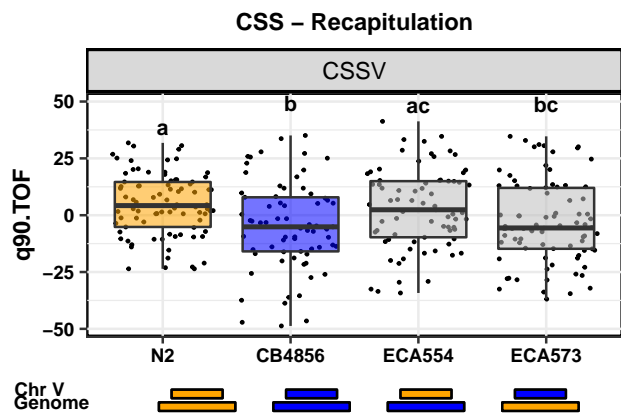 CSS – Recapitulation
CSSV
50
25
0
−25
−50
q90.TOF
a
b
ac
bc
N2 CB4856 ECA554 ECA573
Chr V
Genome